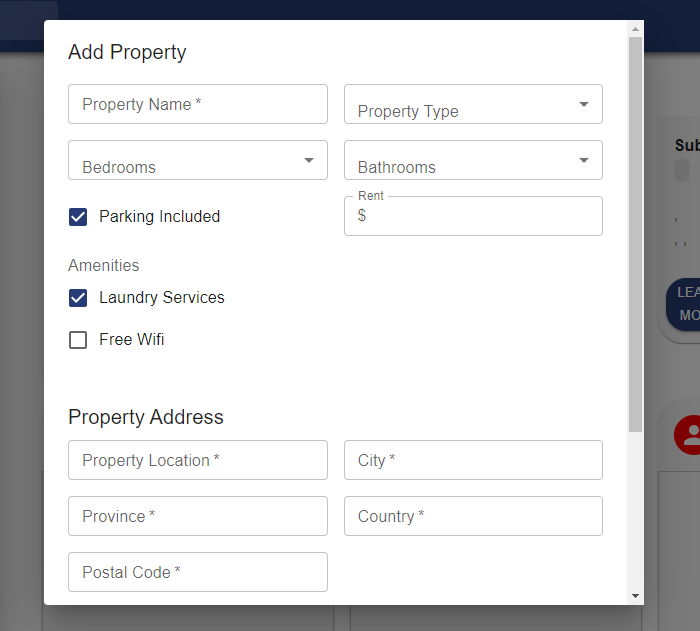 Add Property
Property Name *
Property Type
Bedrooms
Bathrooms
Parking Included
Rent
$
Amenities
Laundry Services
Free Wifi
Property Address
Property Location *
City *
Province *
Country *
Postal Code *
Sub
,
, ,
LEA
MO